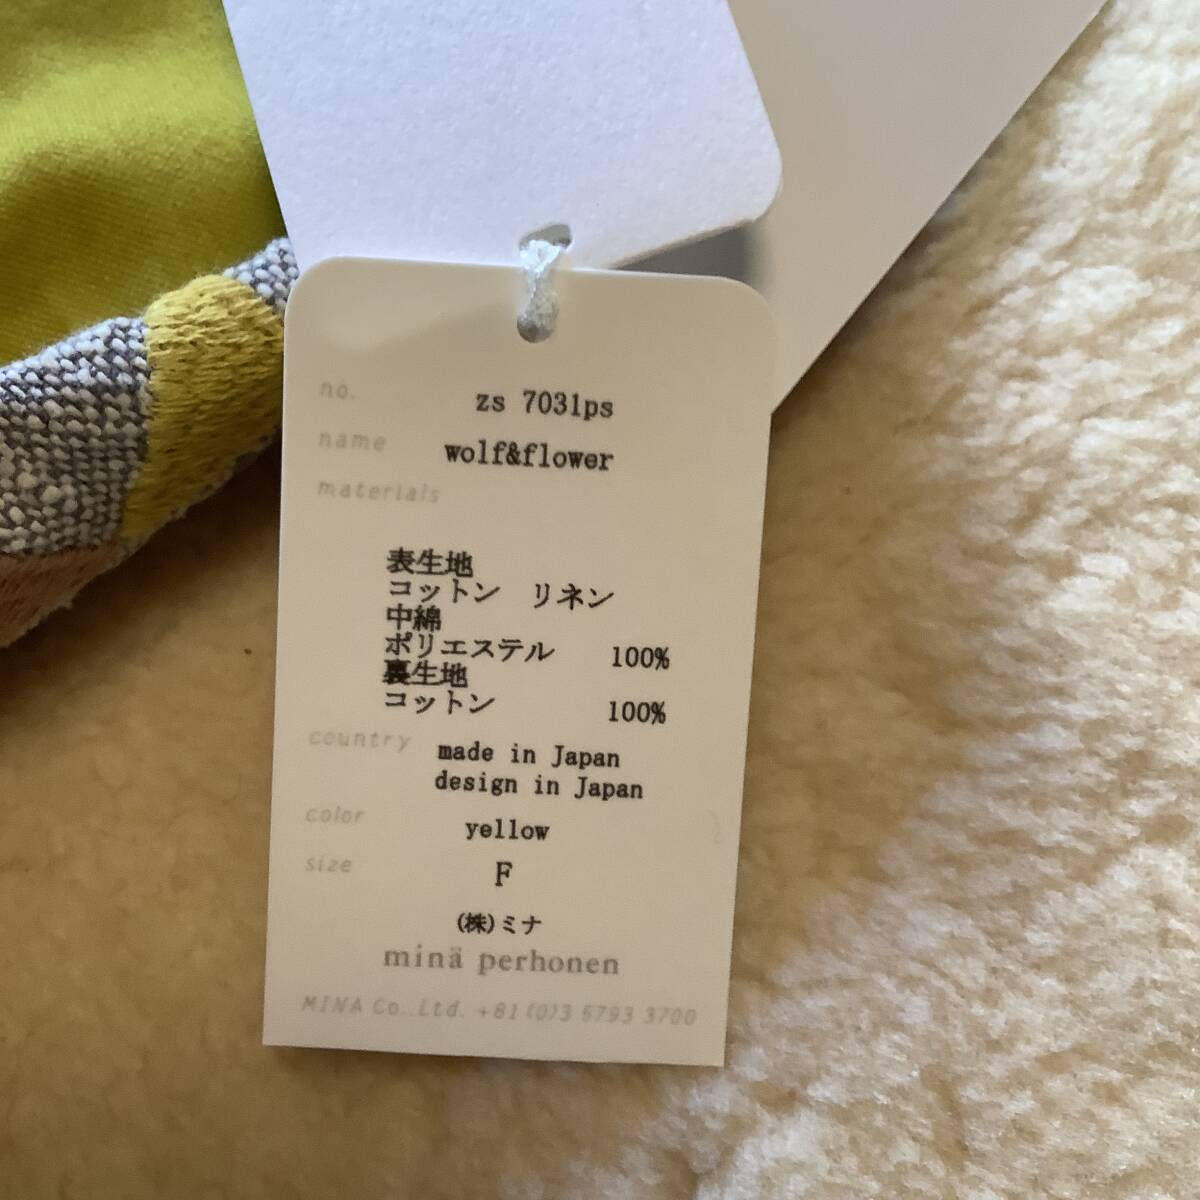 no. zs 7031ps
name wolf&flower
materials
表生地
コットン リネン
中綿
ポリエステル 100%
裏生地
コットン 100%
country made in Japan
design in Japan
color yellow
size F
(株)ミナ
minä perhonen
MINA Co.,Ltd. +81(0)3 5793 3700